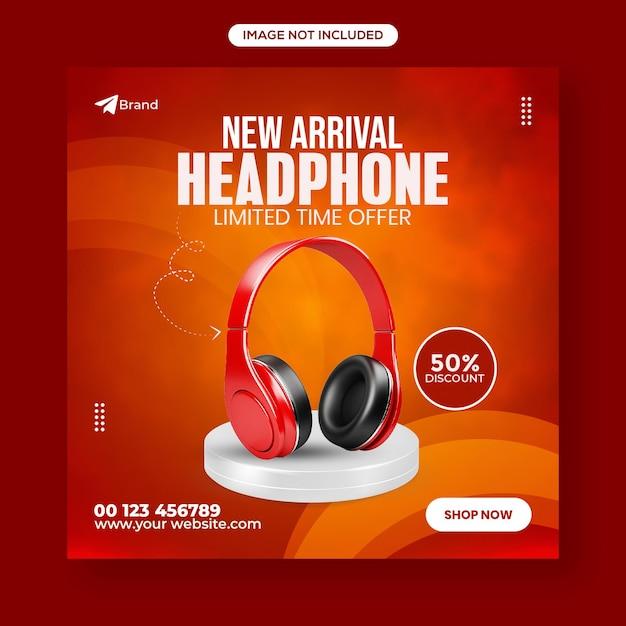 IMAGE NOT INCLUDED
Brand
NEW ARRIVAL
HEADPHONE
LIMITED TIME OFFER
50%
DISCOUNT
00 123 456789
www.your website.com
SHOP NOW